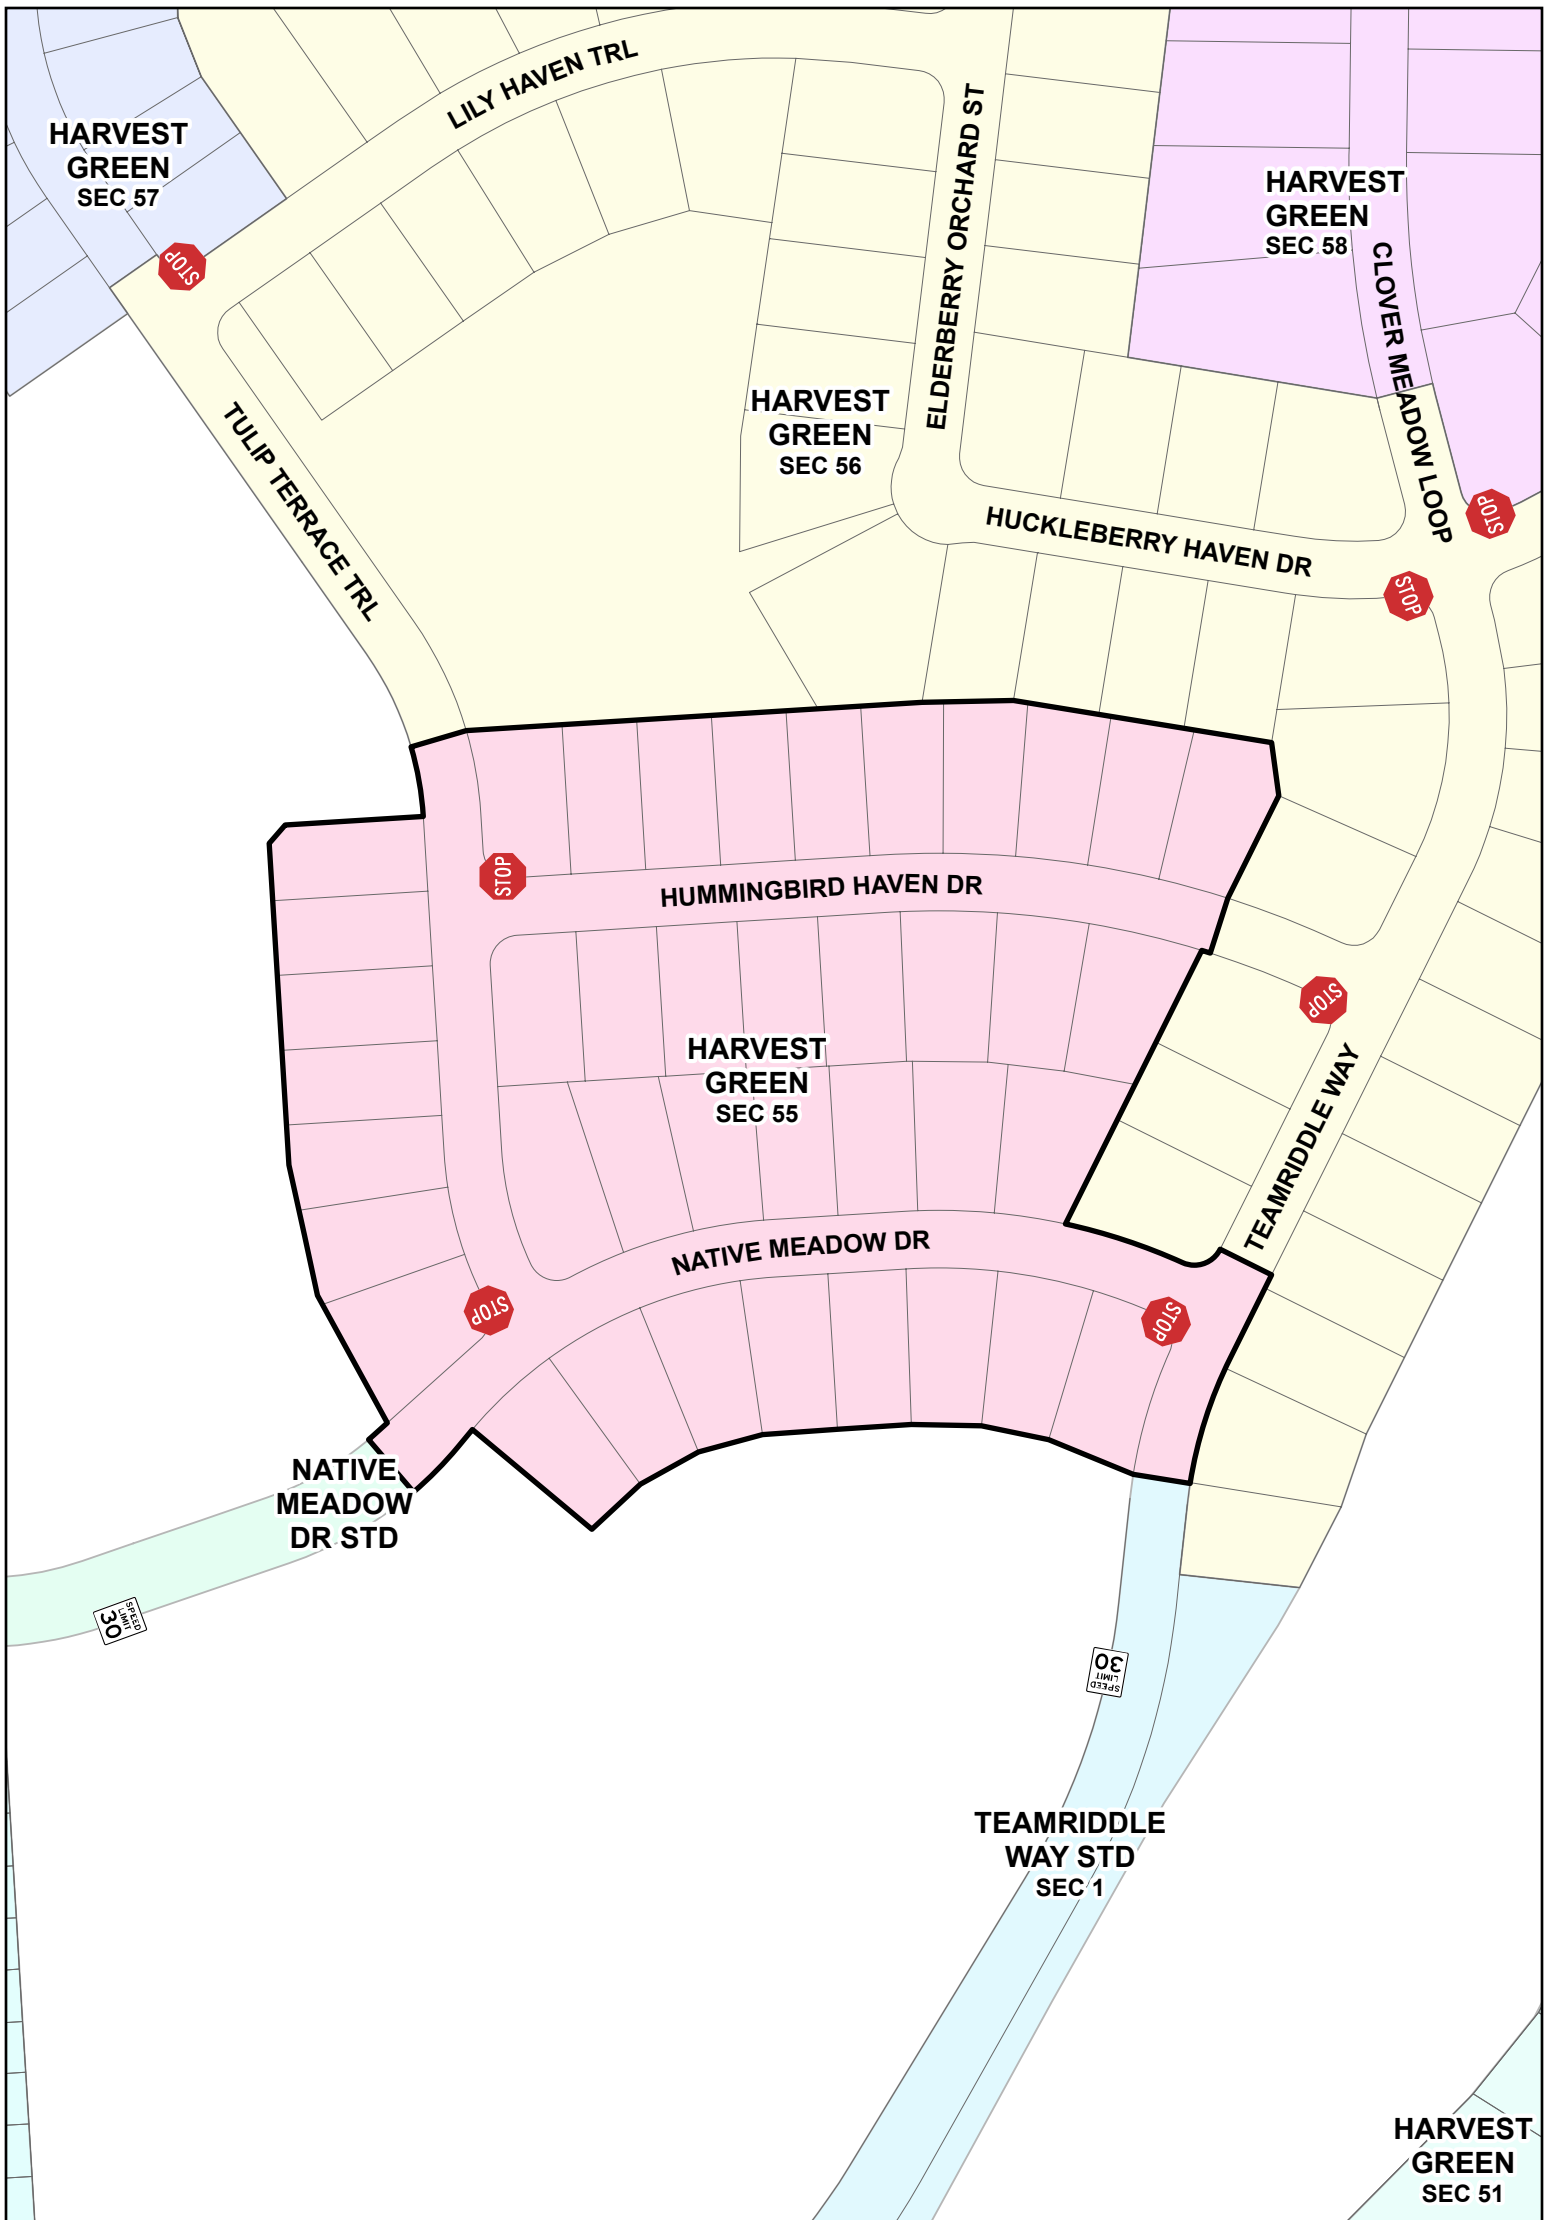 LILY HAVEN TRL
HARVEST
GREEN
SEC 57
STOP
ELDERBERRY ORCHARD ST
HARVEST
GREEN
SEC 58
CLOVER MEADOW LOOP
TULIP TERRACE TRL
HARVEST
GREEN
SEC 56
STOP
HUCKLEBERRY HAVEN DR
STOP
STOP
HUMMINGBIRD HAVEN DR
STOP
HARVEST
GREEN
SEC 55
TEAMRIDDLE WAY
NATIVE MEADOW DR
STOP
STOP
NATIVE
MEADOW
DR STD
SPEED
LIMIT
30
SPEED
LIMIT
30
TEAMRIDDLE
WAY STD
SEC 1
HARVEST
GREEN
SEC 51